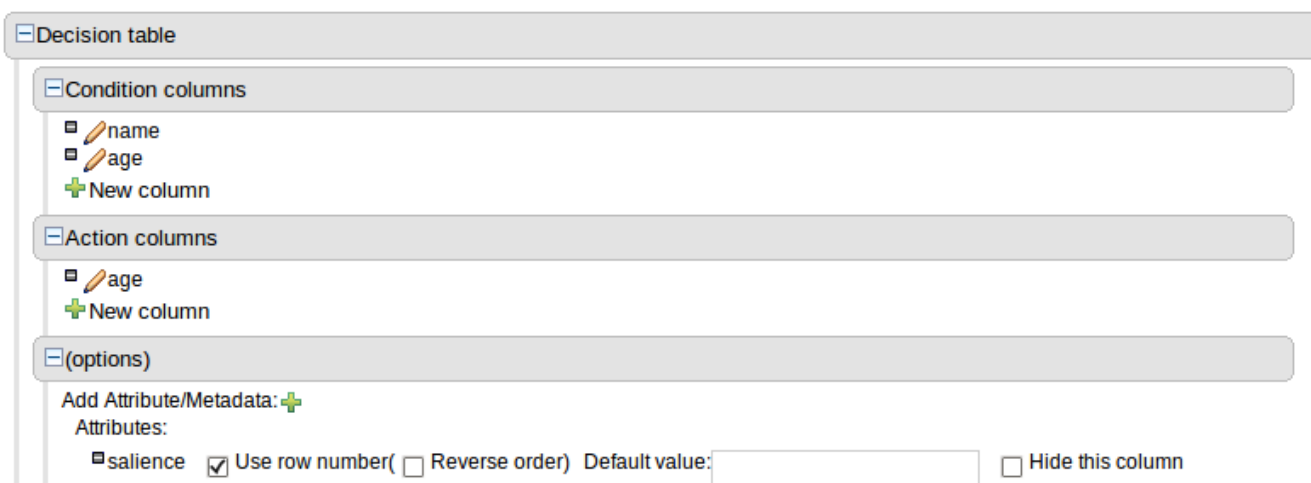 Decision table
Condition columns
name
age
New column
Action columns
age
New column
(options)
Add Attribute/Metadata:
Attributes:
salience Use row number( Reverse order) Default value: Hide this column